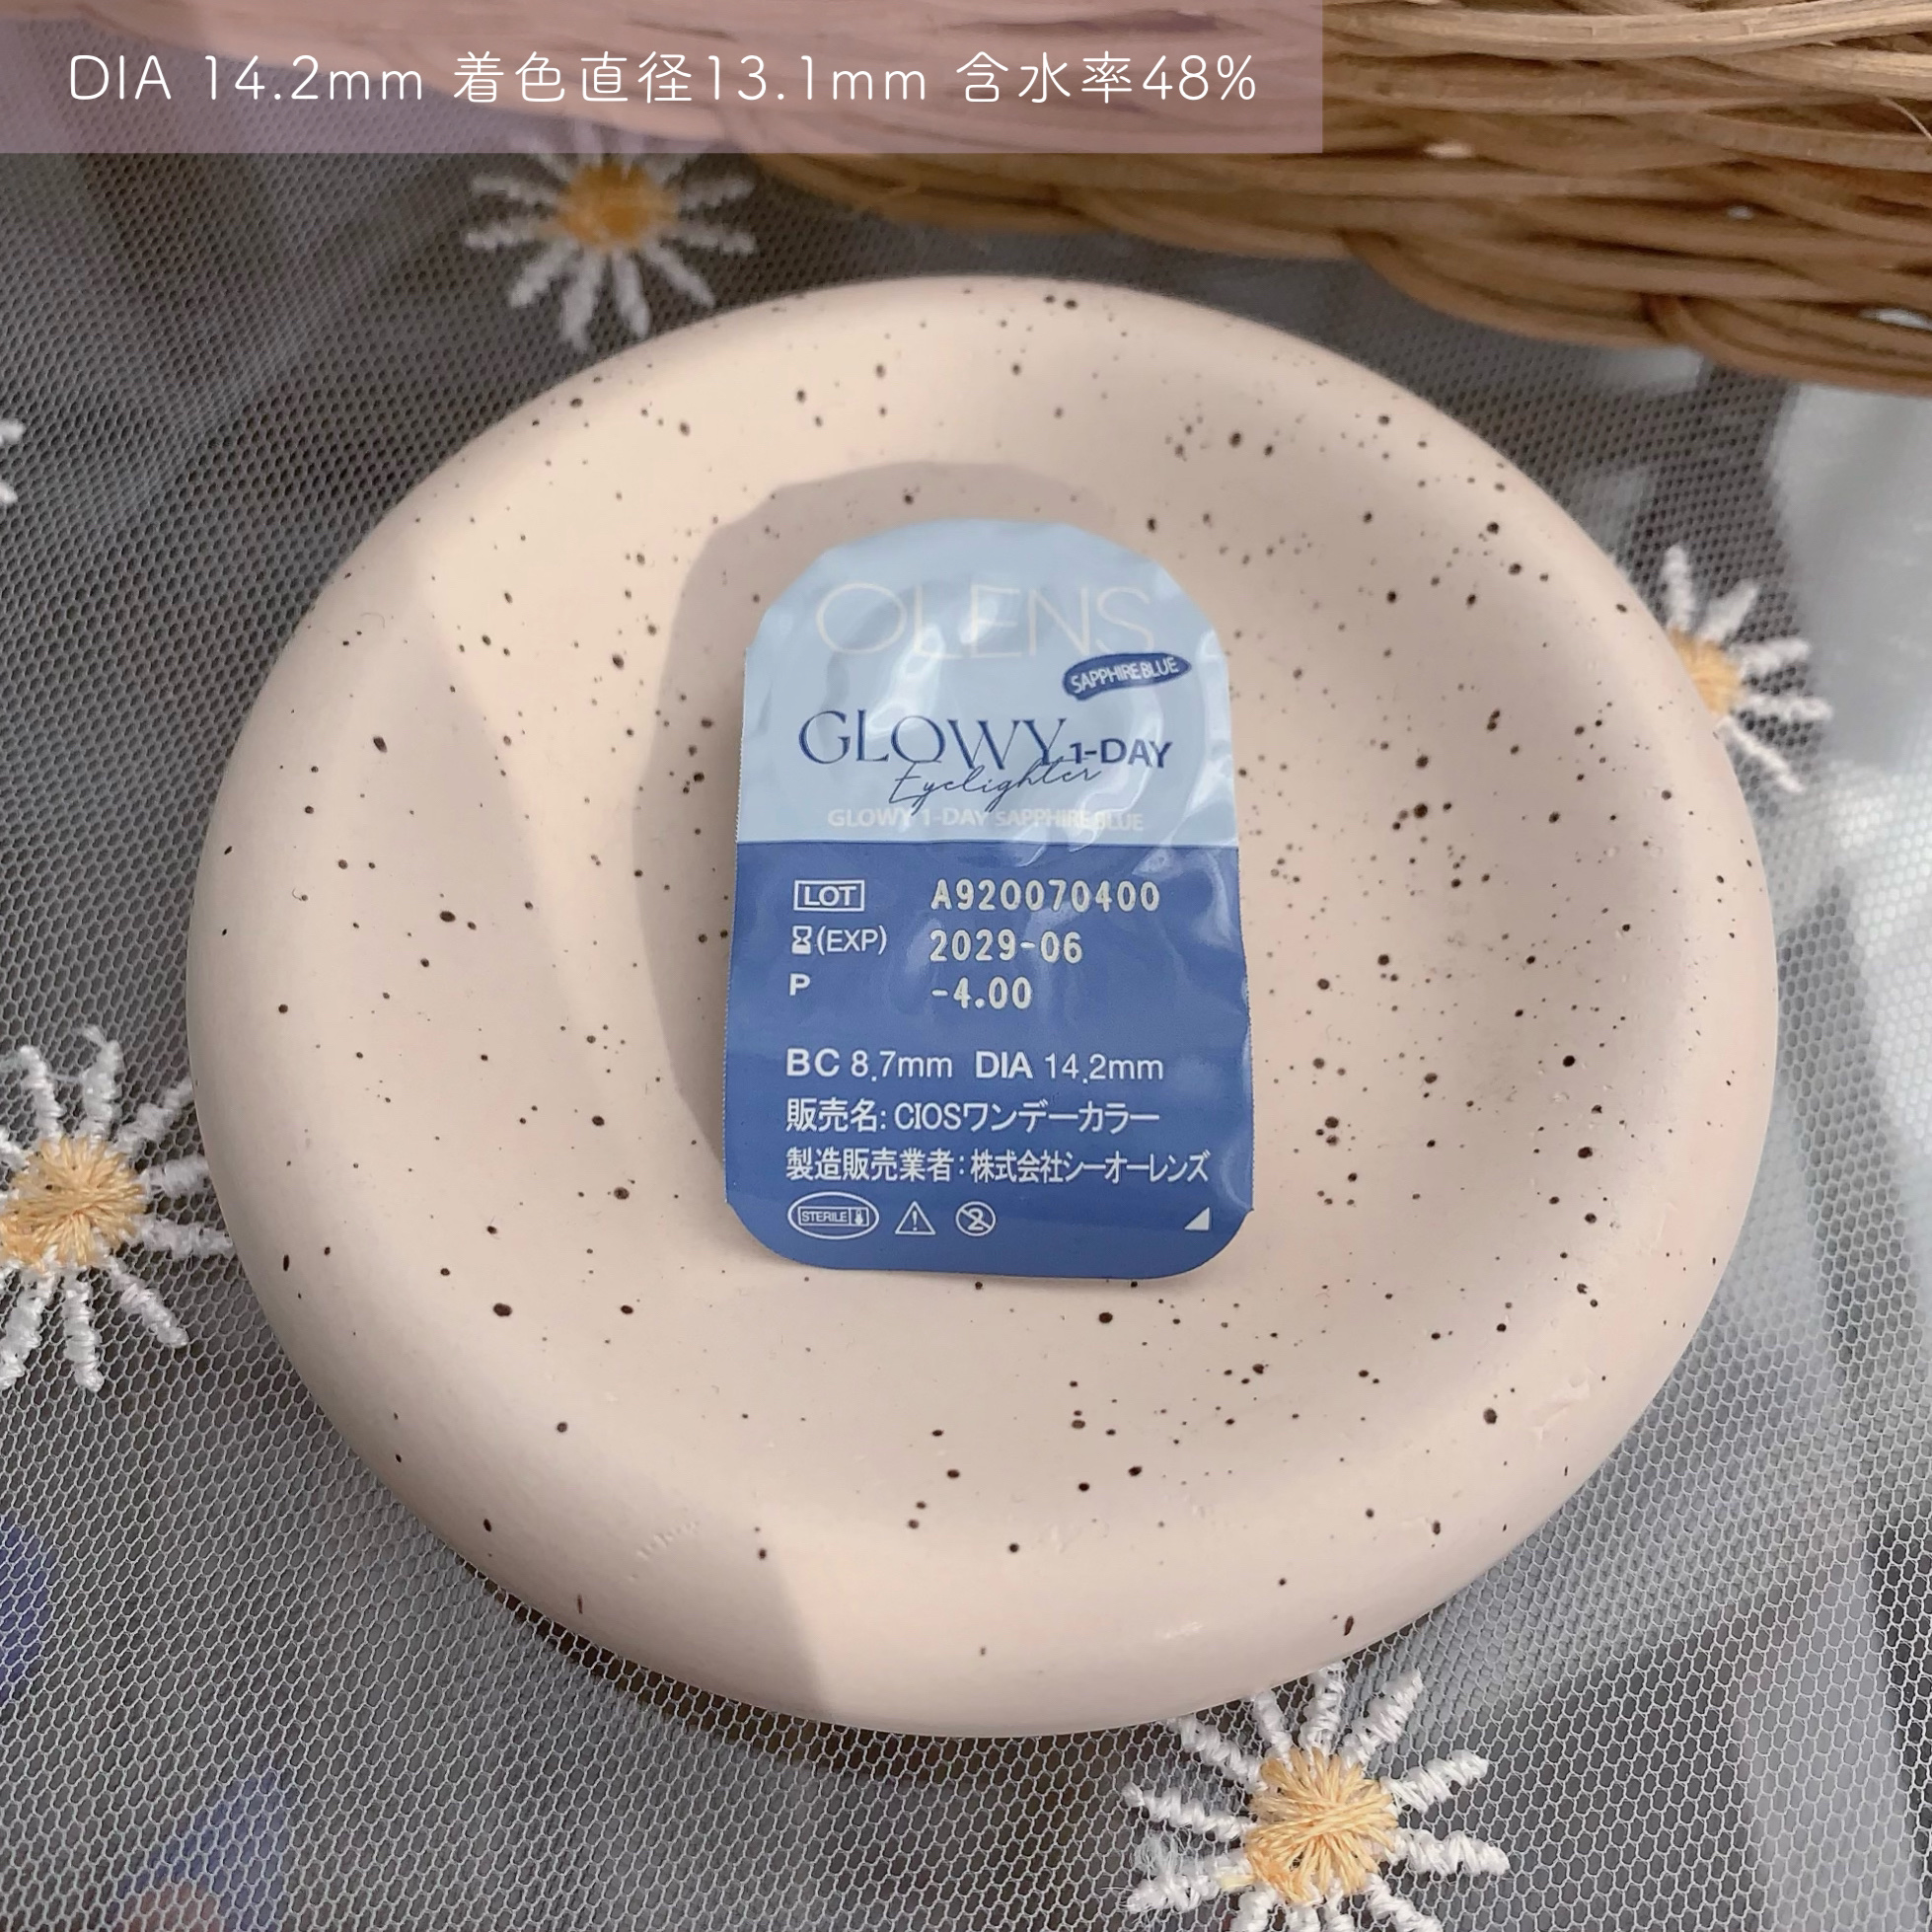 DIA 14.2mm 着色直径13.1mm 含水率48%
OLENS
SAPPHIRE BLUE
GLOWY 1-DAY
Eyelighter
GLOWY 1-DAY SAPPHIRE BLUE
LOT A920070400
(EXP) 2029-06
P -4.00
BC 8.7mm DIA 14.2mm
販売名: CIOSワンデーカラー
製造販売業者: 株式会社シーオーレンズ
STERILE 2